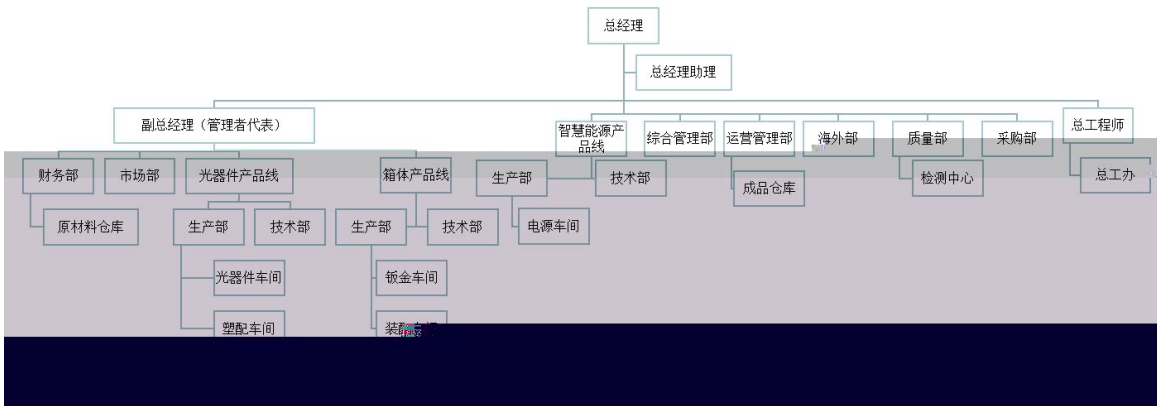 总经理
总经理助理
副总经理（管理者代表）
智慧能源产
品线
综合管理部
运营管理部
海外部
质量部
采购部
总工程师
财务部
市场部
光器件产品线
箱体产品线
生产部
技术部
成品仓库
检测中心
总工办
原材料仓库
生产部
技术部
生产部
技术部
电源车间
光器件车间
钣金车间
塑配车间